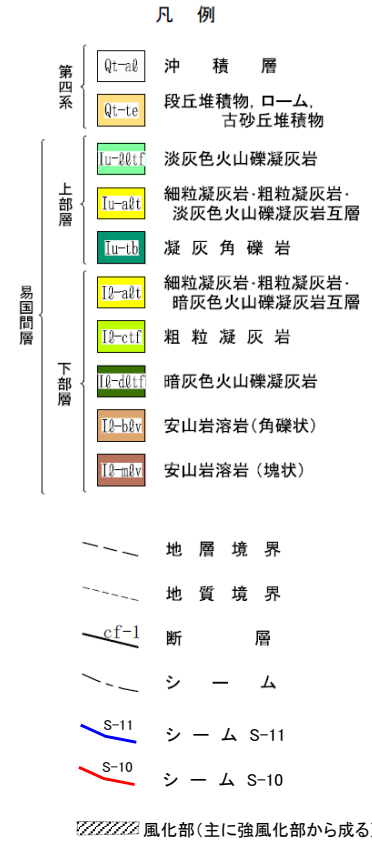 凡 例
第四系
Qt-aℓ 沖積層
Qt-te 段丘堆積物，ローム，
古砂丘堆積物
易国間層
上部層
Iu-ℓℓtf 淡灰色火山礫凝灰岩
Iu-aℓt 細粒凝灰岩・粗粒凝灰岩・
淡灰色火山礫凝灰岩互層
Iu-tb 凝灰角礫岩
下部層
Iℓ-aℓt 細粒凝灰岩・粗粒凝灰岩・
暗灰色火山礫凝灰岩互層
Iℓ-ctf 粗粒凝灰岩
Iℓ-dℓtf 暗灰色火山礫凝灰岩
Iℓ-bℓv 安山岩溶岩（角礫状）
Iℓ-mℓv 安山岩溶岩（塊状）
地層境界
地質境界
cf-1 断層
シーム
S-11 シーム S-11
S-10 シーム S-10
風化部（主に強風化部から成る）